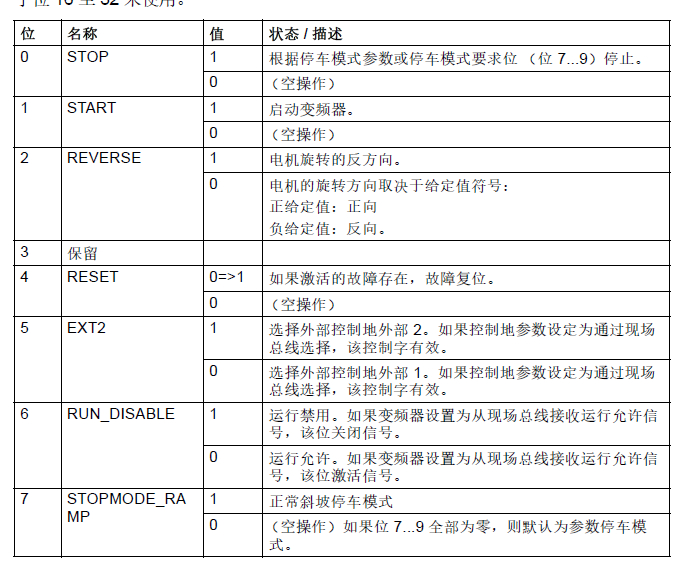 位 名称 值 状态 / 描述
0 STOP 1 根据停车模式参数或停车模式要求位 （位 7...9）停止。
0 （空操作）
1 START 1 启动变频器。
0 （空操作）
2 REVERSE 1 电机旋转的反方向。
0 电机的旋转方向取决于给定值符号：
正给定值：正向
负给定值：反向。
3 保留
4 RESET 0=>1 如果激活的故障存在，故障复位。
0 （空操作）
5 EXT2 1 选择外部控制地外部 2。如果控制地参数设定为通过现场
总线选择，该控制字有效。
0 选择外部控制地外部 1。如果控制地参数设定为通过现场
总线选择，该控制字有效。
6 RUN_DISABLE 1 运行禁用。如果变频器设置为从现场总线接收运行允许信
号，该位关闭信号。
0 运行允许。如果变频器设置为从现场总线接收运行允许信
号，该位激活信号。
7 STOPMODE_RA 1 正常斜坡停车模式
MP
0 （空操作）如果位 7...9 全部为零，则默认为参数停车模
式。